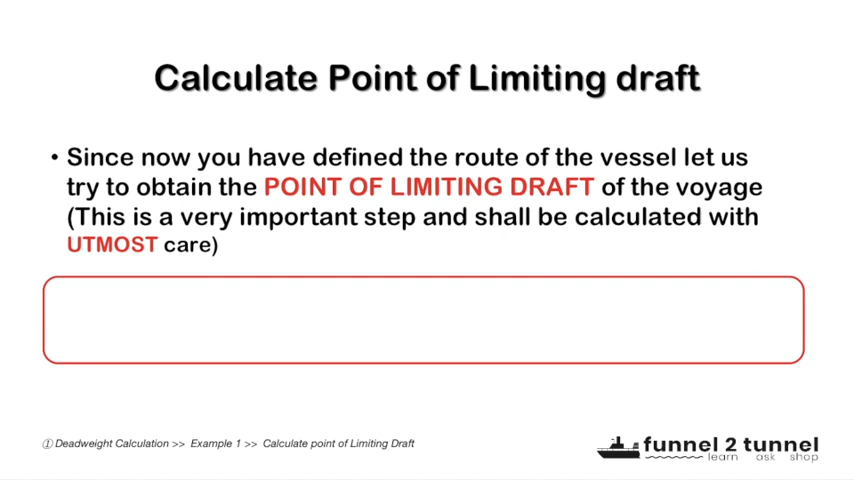 Calculate Point of Limiting draft
• Since now you have defined the route of the vessel let us
try to obtain the POINT OF LIMITING DRAFT of the voyage
(This is a very important step and shall be calculated with
UTMOST care)
① Deadweight Calculation >> Example 1 >> Calculate point of Limiting Draft
funnel 2 tunnel
learn ask shop